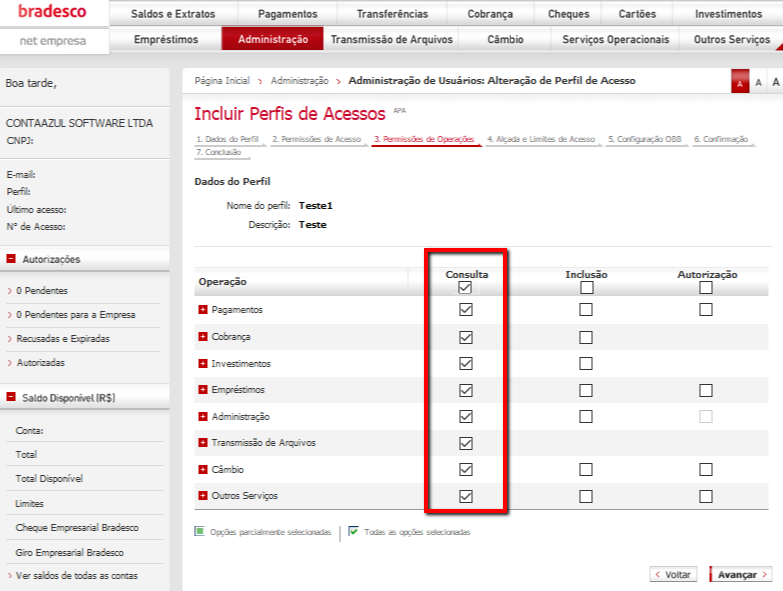 bradesco
net empresa
Saldos e Extratos Pagamentos Transferências Cobrança Cheques Cartões Investimentos
Empréstimos Administração Transmissão de Arquivos Câmbio Serviços Operacionais Outros Serviços
Boa tarde,
CONTAAZUL SOFTWARE LTDA
CNPJ:
E-mail:
Perfil:
Último acesso:
Nº de Acesso:
Autorizações
0 Pendentes
0 Pendentes para a Empresa
Recusadas e Expiradas
Autorizadas
Saldo Disponível (R$)
Conta:
Total
Total Disponível
Limites
Cheque Empresarial Bradesco
Giro Empresarial Bradesco
Ver saldos de todas as contas
Página Inicial > Administração > Administração de Usuários: Alteração de Perfil de Acesso
A A A
Incluir Perfis de Acessos APA
1. Dados do Perfil 2. Permissões de Acesso 3. Permissões de Operações 4. Alçada e Limites de Acesso 5. Configuração OBB 6. Confirmação
7. Conclusão
Dados do Perfil
Nome do perfil: Teste1
Descrição: Teste
Operação Consulta Inclusão Autorização
Pagamentos
Cobrança
Investimentos
Empréstimos
Administração
Transmissão de Arquivos
Câmbio
Outros Serviços
Opções parcialmente selecionadas Todas as opções selecionadas
< Voltar Avançar >